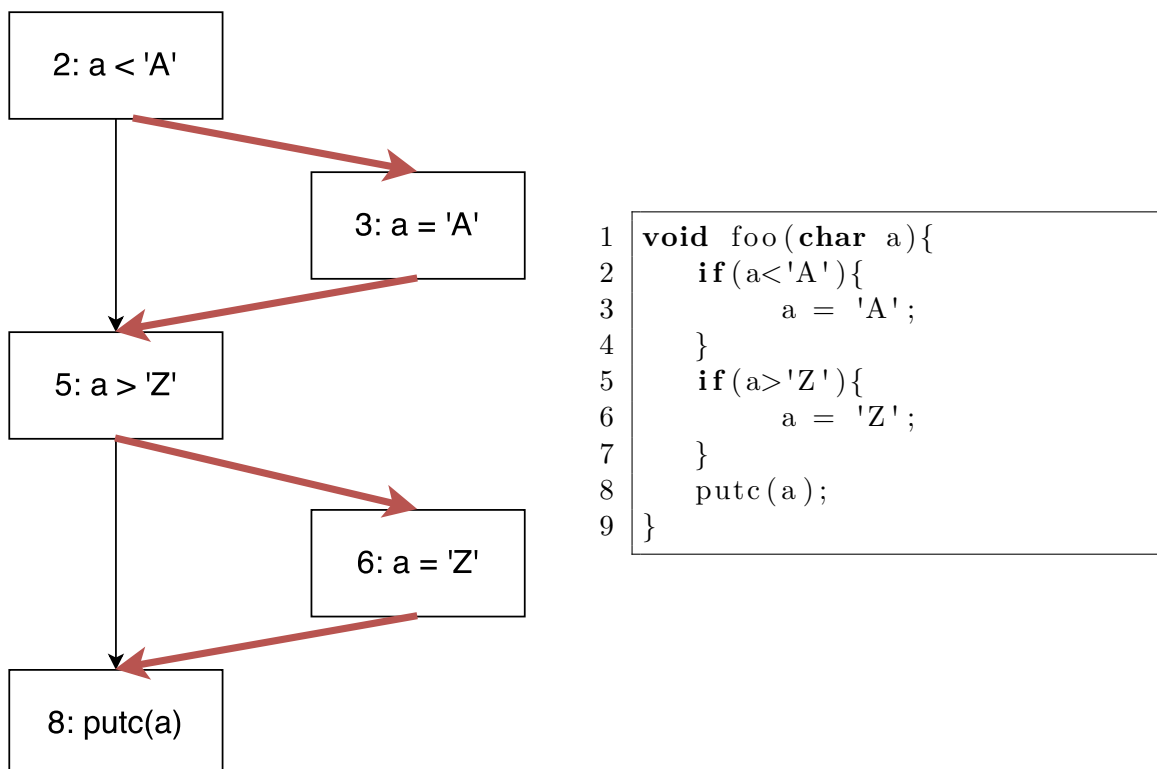 2: a < 'A'
3: a = 'A'
5: a > 'Z'
6: a = 'Z'
8: putc(a)
1 void foo(char a){
2 if(a<'A'){
3 a = 'A';
4 }
5 if(a>'Z'){
6 a = 'Z';
7 }
8 putc(a);
9 }